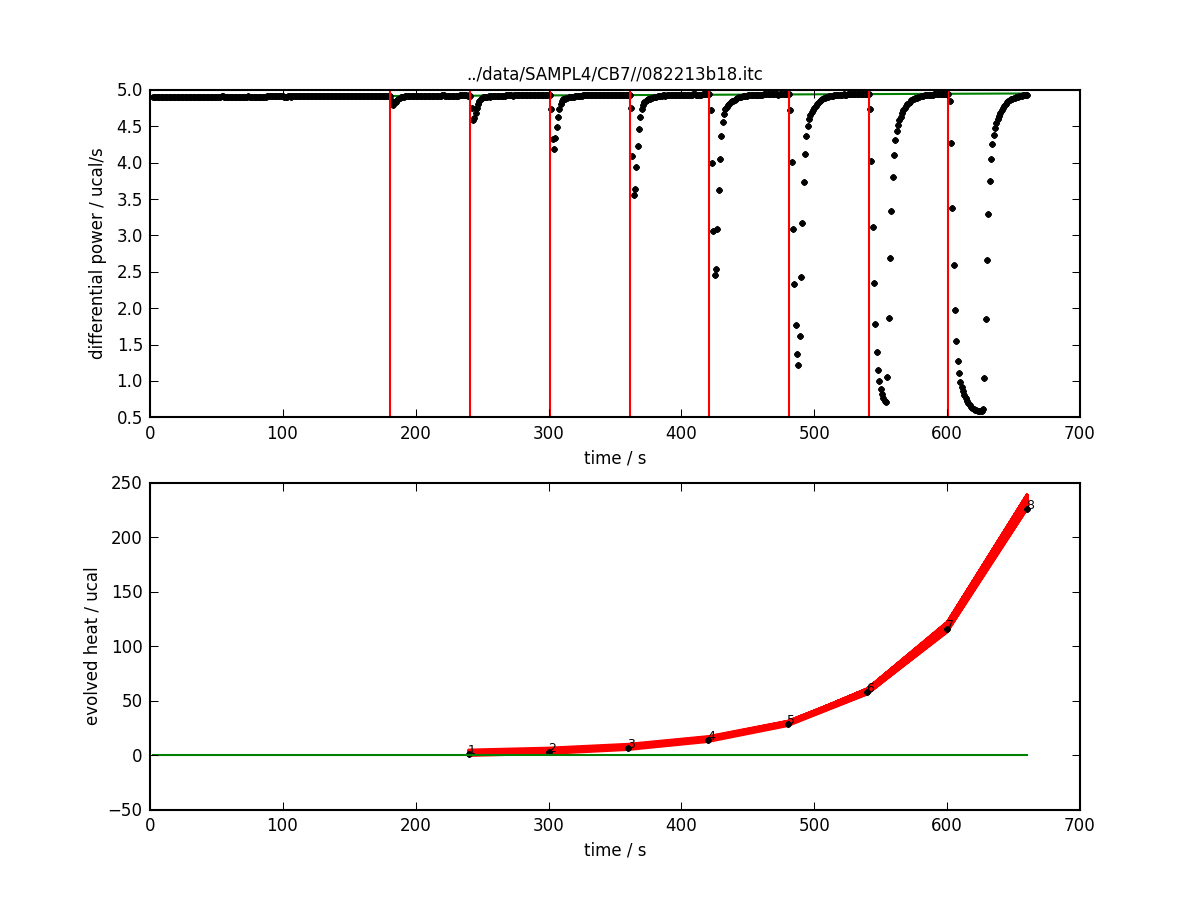 ../data/SAMPL4/CB7//082213b18.itc
5.0
4.5
4.0
3.5
3.0
2.5
2.0
1.5
1.0
0.5
differential power / ucal/s
0 100 200 300 400 500 600 700
time / s
250
200
150
100
50
0
−50
evolved heat / ucal
1 2 3 4 5 6 7 8
0 100 200 300 400 500 600 700
time / s